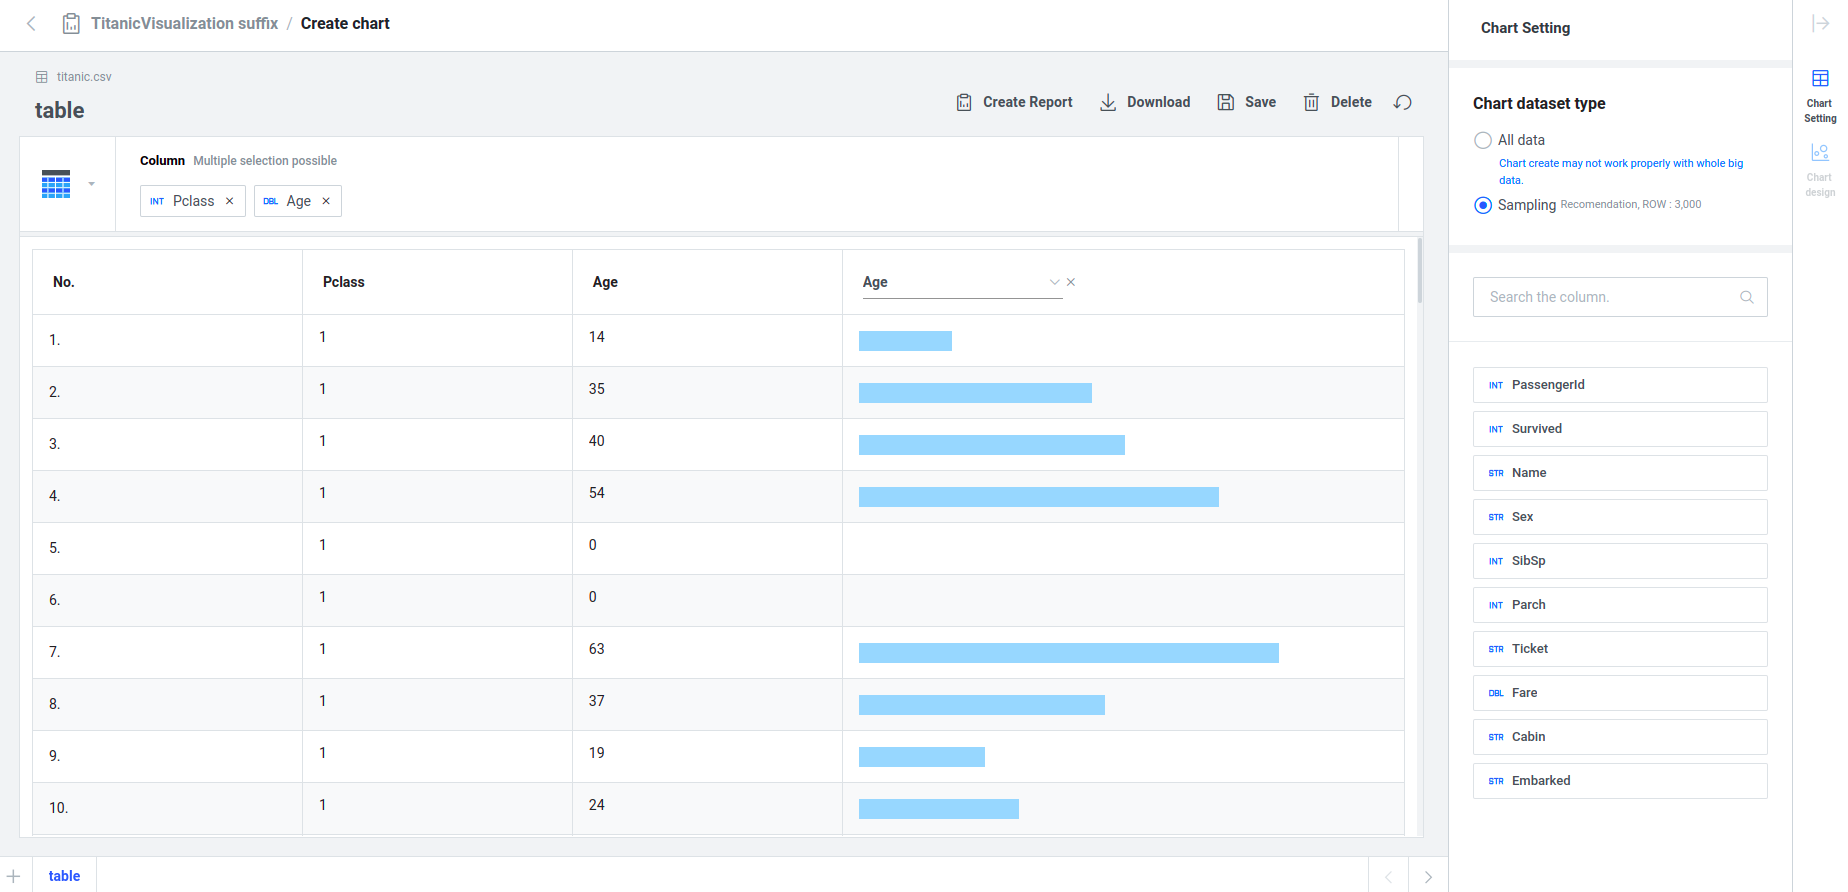 TitanicVisualization suffix / Create chart
titanic.csv
table
Create Report Download Save Delete
Column Multiple selection possible
INT Pclass × DBL Age ×
No. Pclass Age Age
1. 1 14
2. 1 35
3. 1 40
4. 1 54
5. 1 0
6. 1 0
7. 1 63
8. 1 37
9. 1 19
10. 1 24
table
Chart Setting
Chart dataset type
All data
Chart create may not work properly with whole big
data.
Sampling Recomendation, ROW : 3,000
Search the column.
INT PassengerId
INT Survived
STR Name
STR Sex
INT SibSp
INT Parch
STR Ticket
DBL Fare
STR Cabin
STR Embarked
Chart
Setting
Chart
design